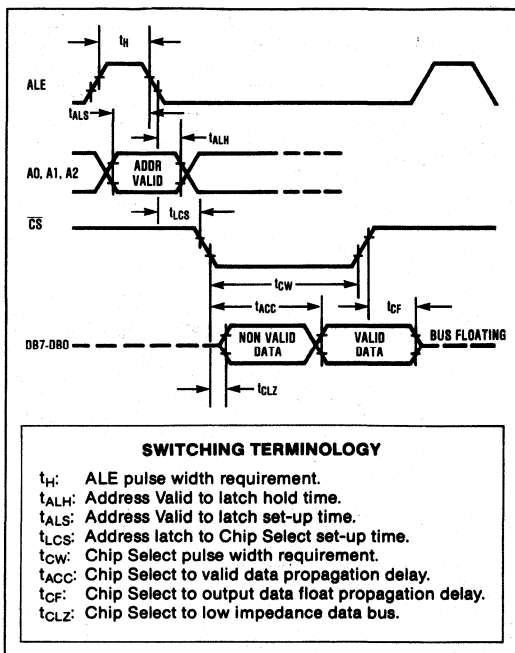 tH
ALE
tALS
tALH
A0, A1, A2
ADDR
VALID
tLCS
CS
tCW
tACC
tCF
DB7-DB0
NON VALID
DATA
VALID
DATA
BUS FLOATING
tCLZ
SWITCHING TERMINOLOGY
tH: ALE pulse width requirement.
tALH: Address Valid to latch hold time.
tALS: Address Valid to latch set-up time.
tLCS: Address latch to Chip Select set-up time.
tCW: Chip Select pulse width requirement.
tACC: Chip Select to valid data propagation delay.
tCF: Chip Select to output data float propagation delay.
tCLZ: Chip Select to low impedance data bus.